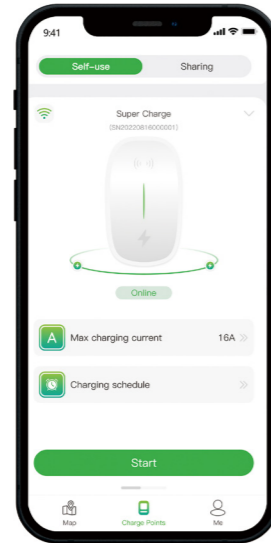 9:41
Self-use Sharing
Super Charge
(SN20220816000001)
Online
A Max charging current 16A
Charging schedule
Start
Map Charge Points Me